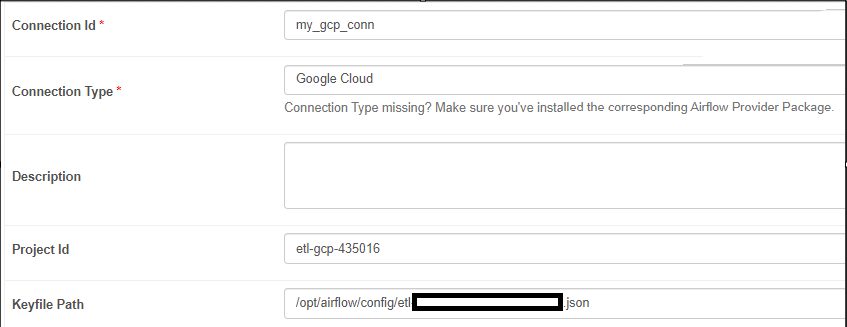 Connection Id *
my_gcp_conn
Connection Type *
Google Cloud
Connection Type missing? Make sure you've installed the corresponding Airflow Provider Package.
Description
Project Id
etl-gcp-435016
Keyfile Path
/opt/airflow/config/etl- .json